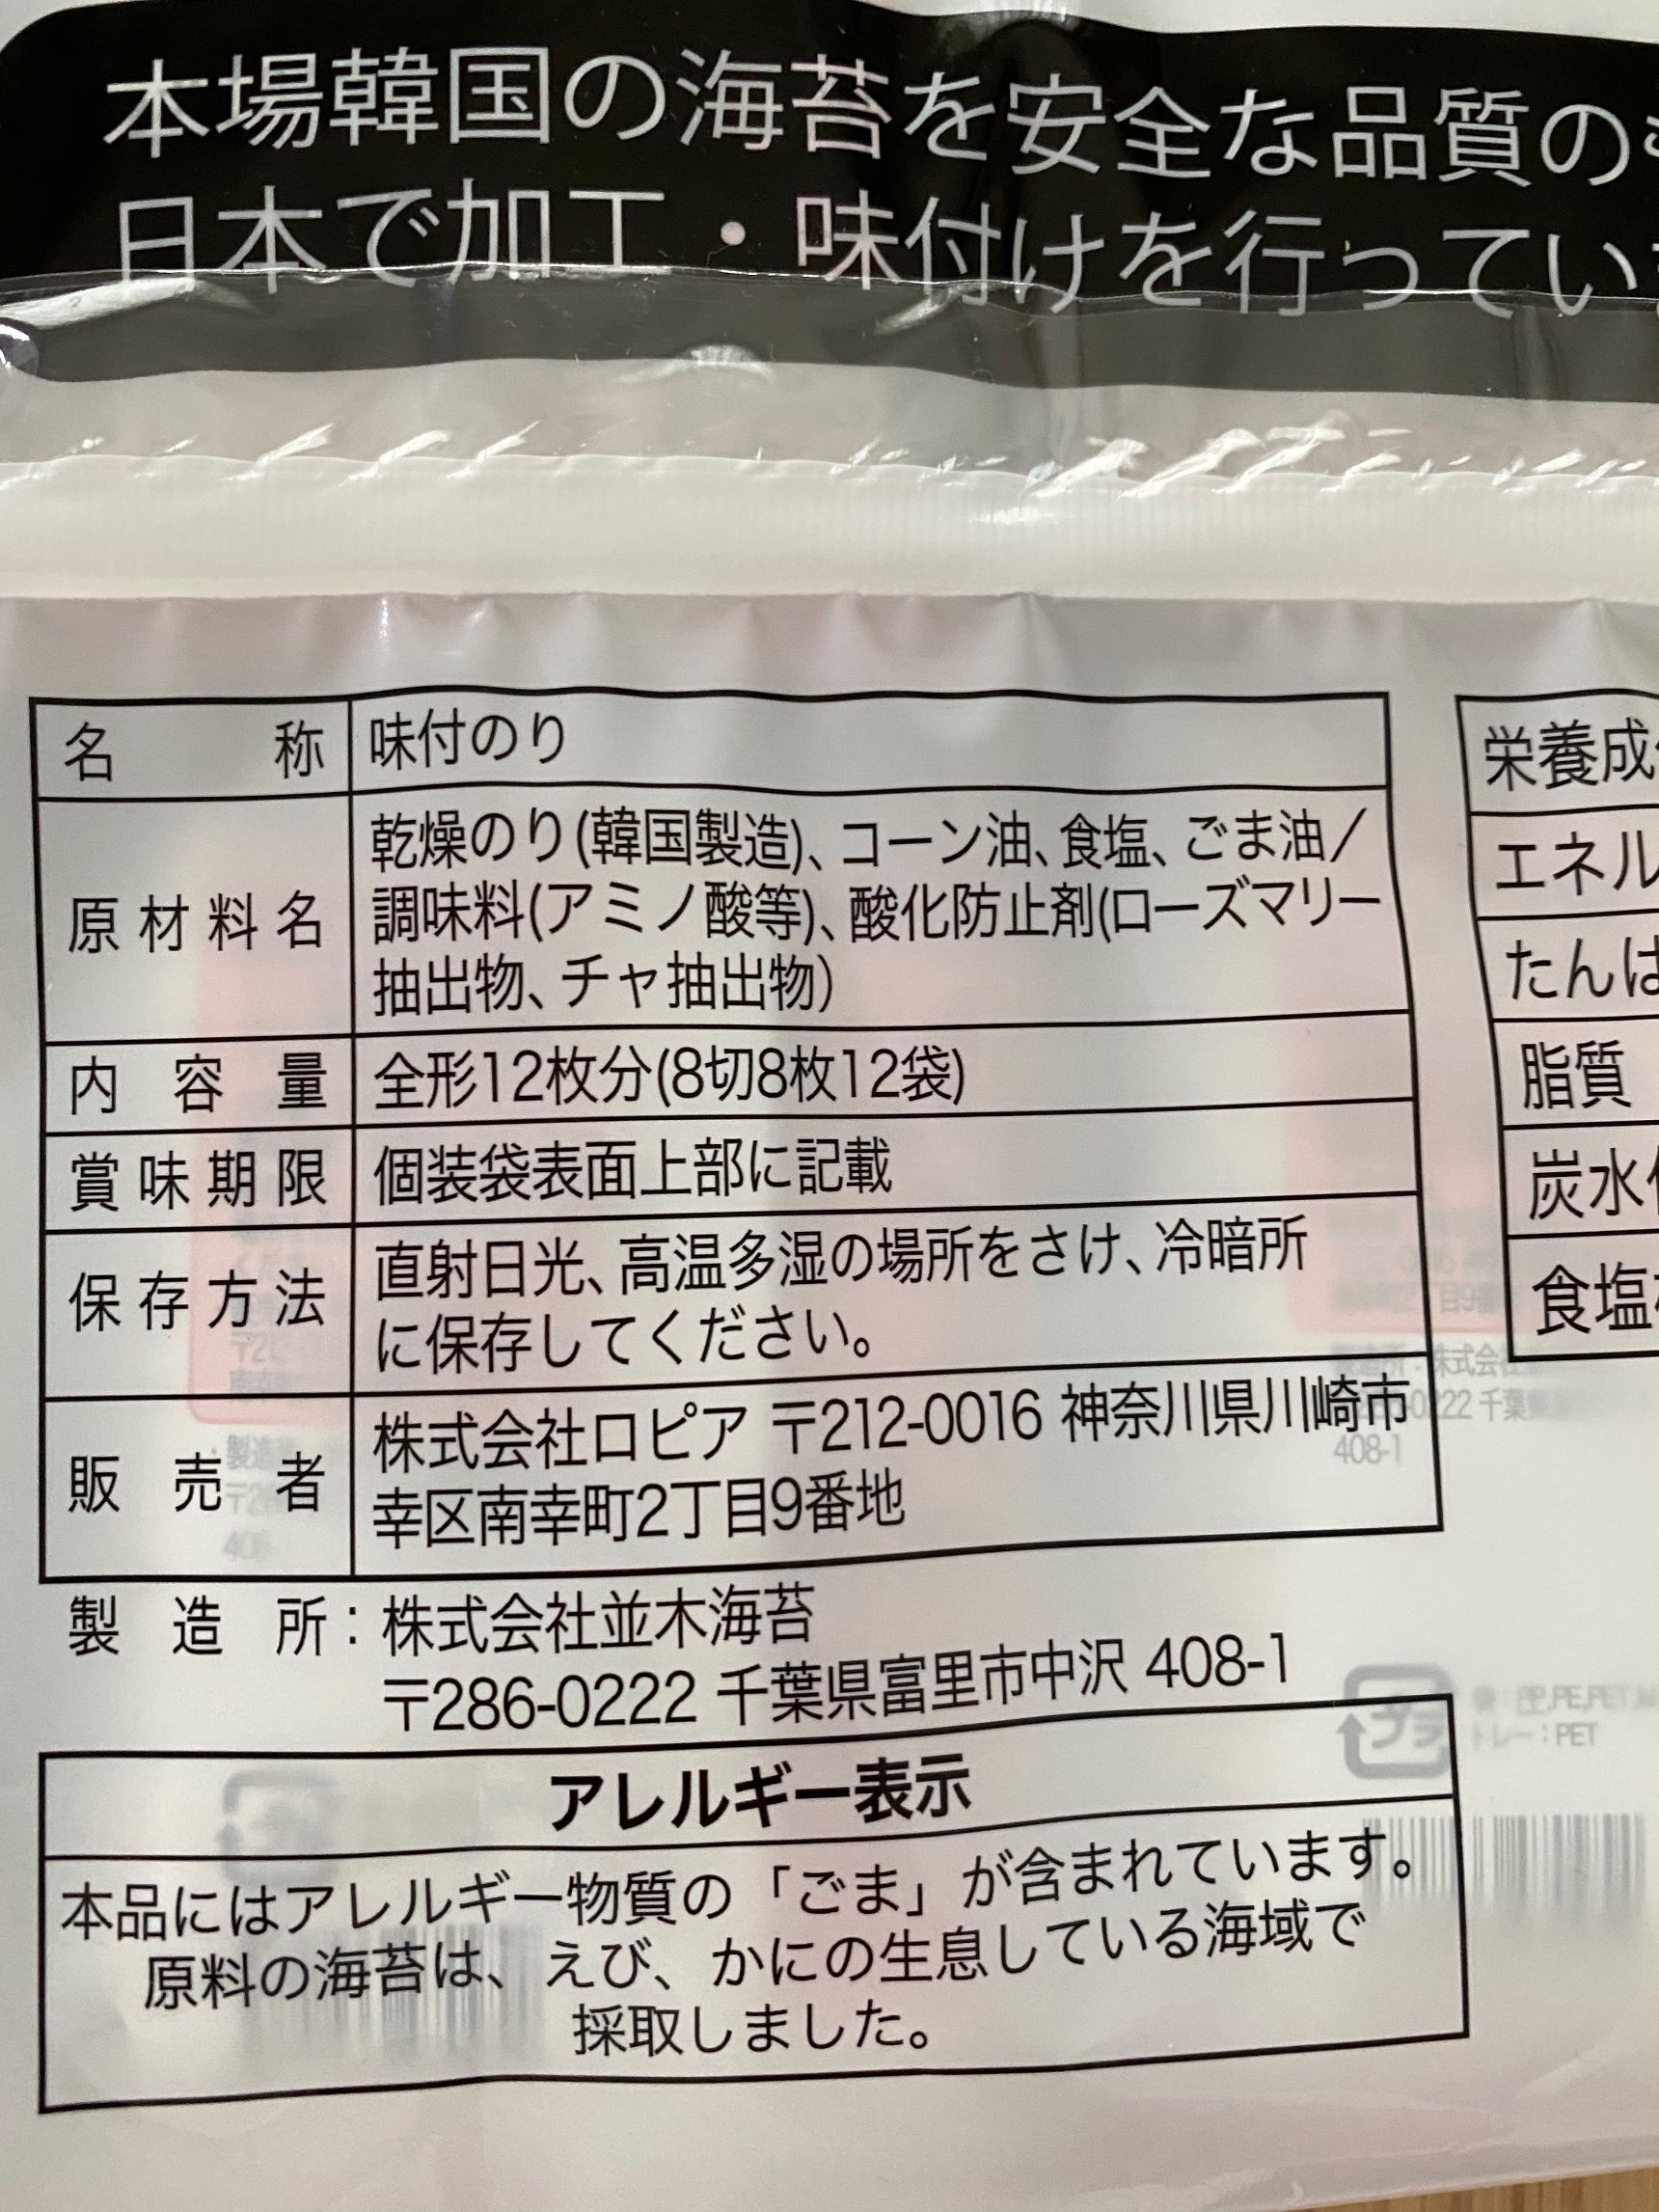 本場韓国の海苔を安全な品質の
日本で加工・味付けを行ってい
名称 味付のり
原材料名 乾燥のり(韓国製造)、コーン油、食塩、ごま油／
調味料(アミノ酸等)、酸化防止剤(ローズマリー
抽出物、チャ抽出物)
内容量 全形12枚分(8切8枚12袋)
賞味期限 個装袋表面上部に記載
保存方法 直射日光、高温多湿の場所をさけ、冷暗所
に保存してください。
販売者 株式会社ロピア 〒212-0016 神奈川県川崎市
幸区南幸町2丁目9番地
製造所：株式会社並木海苔
〒286-0222 千葉県富里市中沢 408-1
アレルギー表示
本品にはアレルギー物質の「ごま」が含まれています。
原料の海苔は、えび、かにの生息している海域で
採取しました。
栄養成
エネル
たんぱ
脂質
炭水
食塩
408-1
プラ
トレー：PET